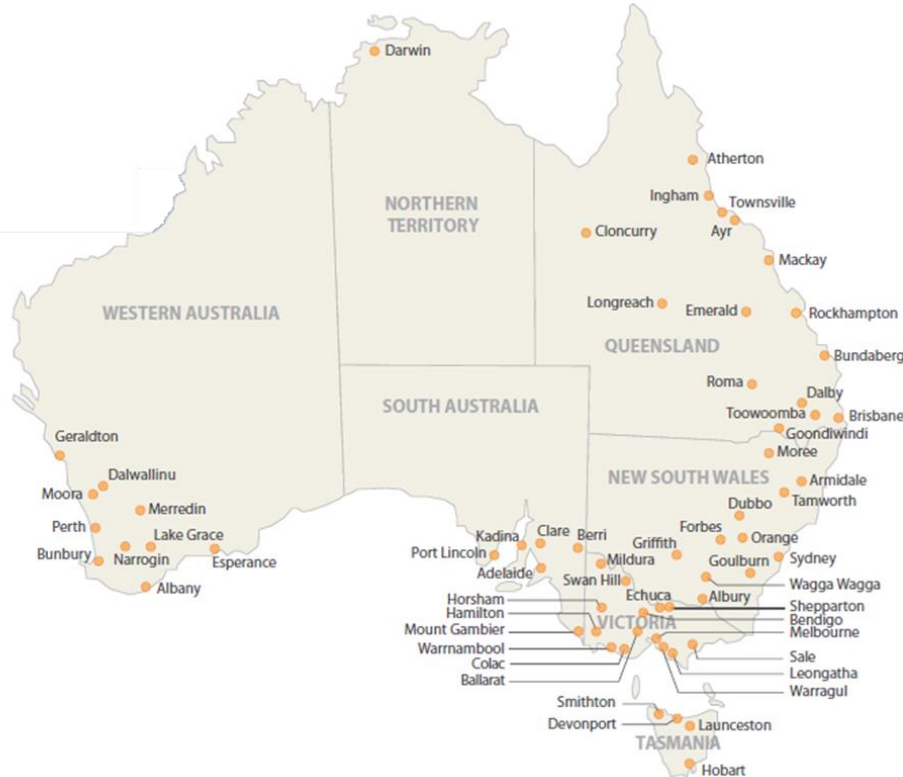 Darwin
Atherton
Ingham
Townsville
NORTHERN
TERRITORY
Cloncurry
Ayr
Mackay
Longreach
Emerald
Rockhampton
WESTERN AUSTRALIA
QUEENSLAND
Bundaberg
Roma
Dalby
SOUTH AUSTRALIA
Toowoomba
Brisbane
Geraldton
Goondiwindi
Moree
Dalwallinu
NEW SOUTH WALES
Armidale
Moora
Tamworth
Merredin
Dubbo
Perth
Lake Grace
Kadina
Clare
Berri
Forbes
Orange
Bunbury
Narrogin
Esperance
Port Lincoln
Griffith
Goulburn
Sydney
Mildura
Adelaide
Swan Hill
Wagga Wagga
Albany
Echuca
Albury
Horsham
Shepparton
Hamilton
VICTORIA
Bendigo
Mount Gambier
Melbourne
Warrnambool
Sale
Colac
Leongatha
Ballarat
Warragul
Smithton
Devonport
Launceston
TASMANIA
Hobart